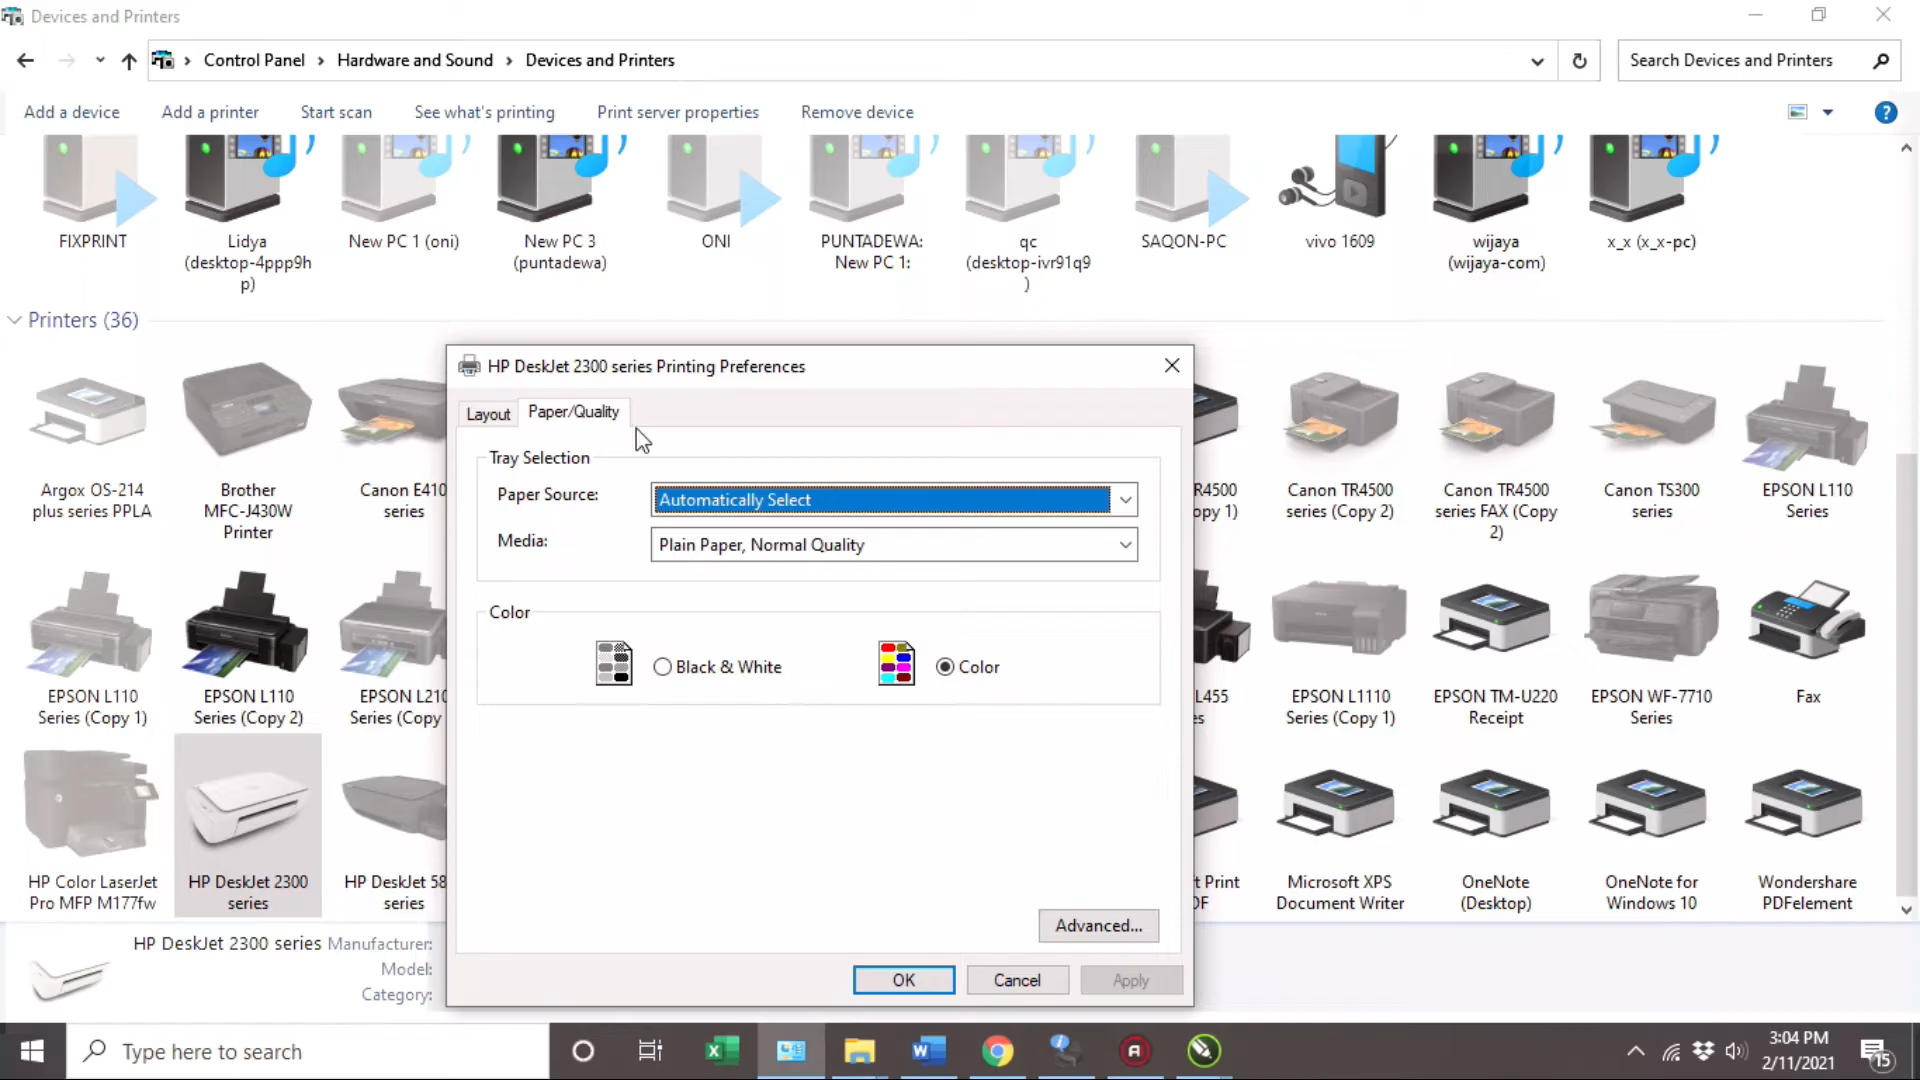 Devices and Printers
Control Panel > Hardware and Sound > Devices and Printers
Search Devices and Printers
Add a device Add a printer Start scan See what's printing Print server properties Remove device
FIXPRINT
Lidya
(desktop-4ppp9h
p)
New PC 1 (oni)
New PC 3
(puntadewa)
ONI
PUNTADEWA:
New PC 1:
qc
(desktop-ivr91q9
)
SAQON-PC
vivo 1609
wijaya
(wijaya-com)
x_x (x_x-pc)
Printers (36)
Argox OS-214
plus series PPLA
Brother
MFC-J430W
Printer
Canon E410
series
R4500
opy 1)
Canon TR4500
series (Copy 2)
Canon TR4500
series FAX (Copy
2)
Canon TS300
series
EPSON L110
Series
EPSON L110
Series (Copy 1)
EPSON L110
Series (Copy 2)
EPSON L210
Series (Copy
L455
es
EPSON L1110
Series (Copy 1)
EPSON TM-U220
Receipt
EPSON WF-7710
Series
Fax
HP Color LaserJet
Pro MFP M177fw
HP DeskJet 2300
series
HP DeskJet 58
series
t Print
DF
Microsoft XPS
Document Writer
OneNote
(Desktop)
OneNote for
Windows 10
Wondershare
PDFelement
HP DeskJet 2300 series Printing Preferences
Layout Paper/Quality
Tray Selection
Paper Source: Automatically Select
Media: Plain Paper, Normal Quality
Color
Black & White Color
Advanced...
OK Cancel Apply
HP DeskJet 2300 series Manufacturer:
Model:
Category:
Type here to search
3:04 PM
2/11/2021
15